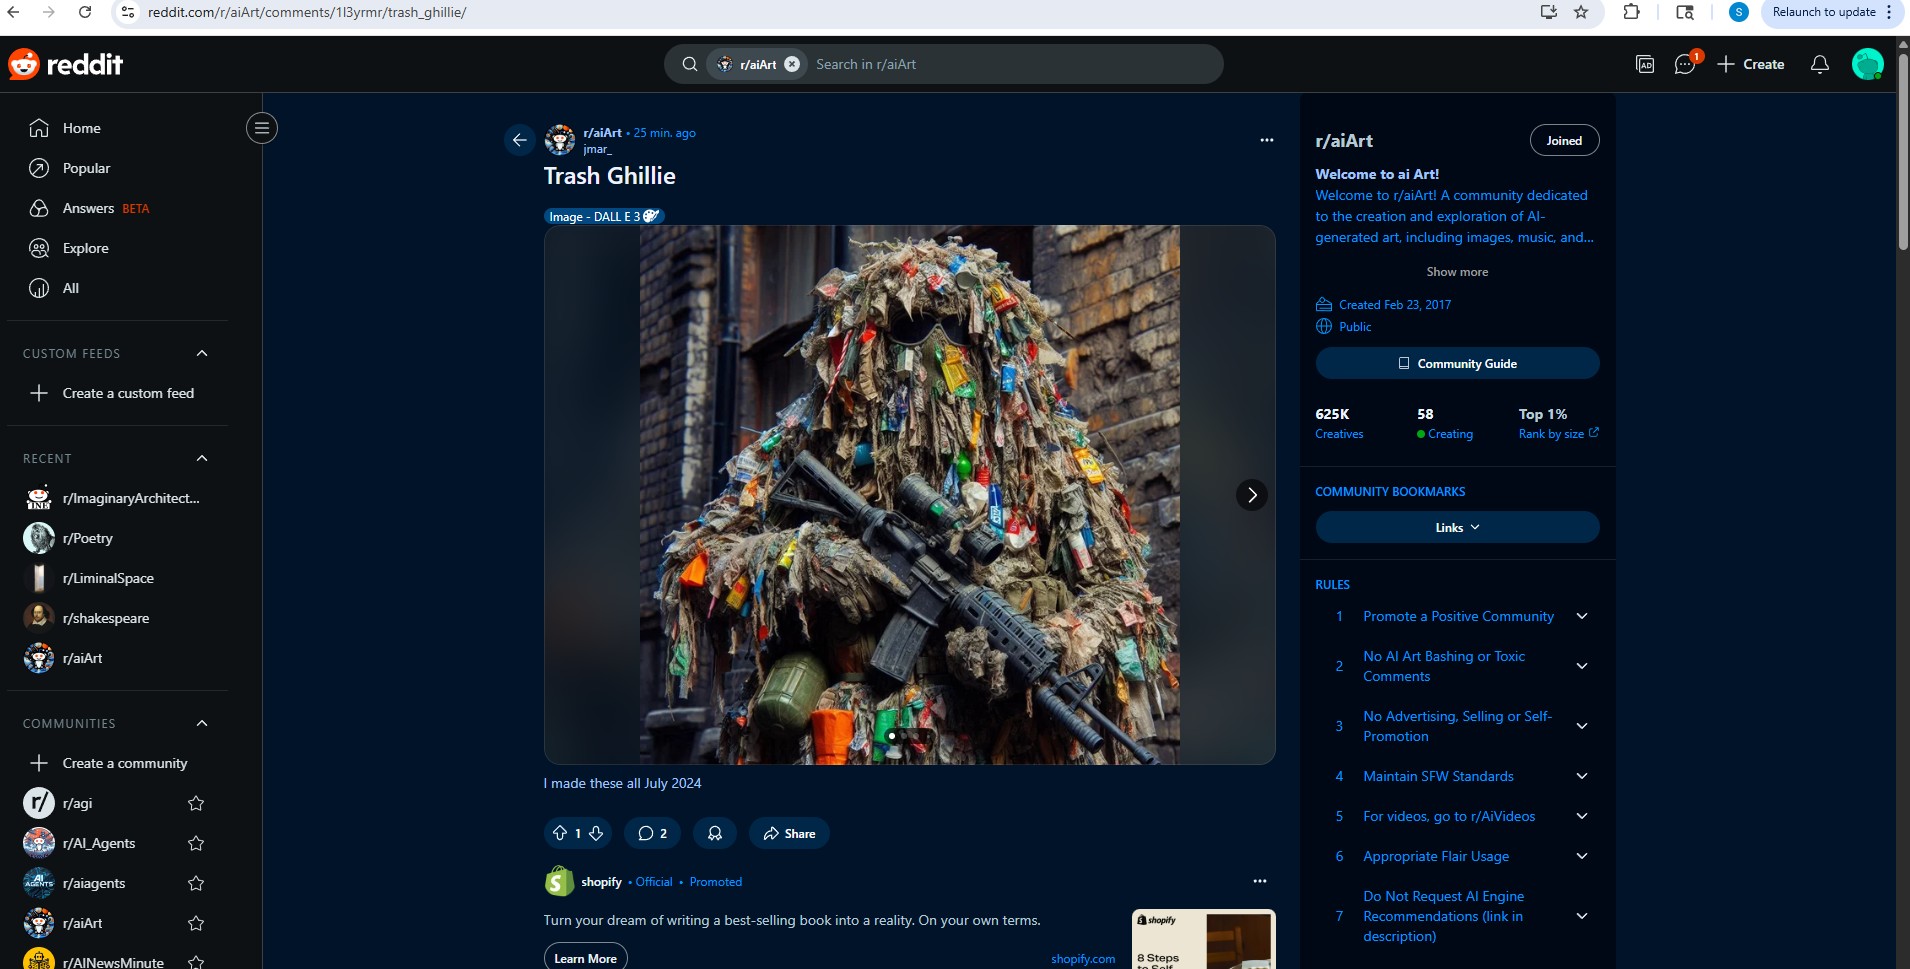 reddit.com/r/aiArt/comments/1l3yrmr/trash_ghillie/
S
Relaunch to update
reddit
r/aiArt
Search in r/aiArt
AD
1
Create
Home
Popular
Answers BETA
Explore
All
CUSTOM FEEDS
Create a custom feed
RECENT
r/ImaginaryArchitect...
r/Poetry
r/LiminalSpace
r/shakespeare
r/aiArt
COMMUNITIES
Create a community
r/
r/agi
r/AI_Agents
AI
AGENTS
r/aiagents
r/aiArt
r/AINewsMinute
r/aiArt • 25 min. ago
jmar_
Trash Ghillie
Image - DALL E 3
I made these all July 2024
1
2
Share
shopify • Official • Promoted
Turn your dream of writing a best-selling book into a reality. On your own terms.
Learn More
shopify.com
shopify
8 Steps
to Self
r/aiArt
Joined
Welcome to ai Art!
Welcome to r/aiArt! A community dedicated
to the creation and exploration of AI-
generated art, including images, music, and...
Show more
Created Feb 23, 2017
Public
Community Guide
625K
Creatives
58
Creating
Top 1%
Rank by size
COMMUNITY BOOKMARKS
Links
RULES
1 Promote a Positive Community
2 No AI Art Bashing or Toxic
Comments
3 No Advertising, Selling or Self-
Promotion
4 Maintain SFW Standards
5 For videos, go to r/AiVideos
6 Appropriate Flair Usage
7 Do Not Request AI Engine
Recommendations (link in
description)